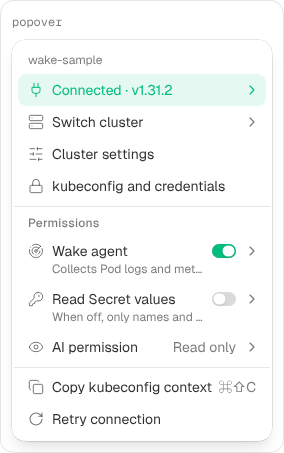 popover
wake-sample
Connected · v1.31.2
Switch cluster
Cluster settings
kubeconfig and credentials
Permissions
Wake agent
Collects Pod logs and met…
Read Secret values
When off, only names and …
AI permission Read only
Copy kubeconfig context ⌘⇧C
Retry connection